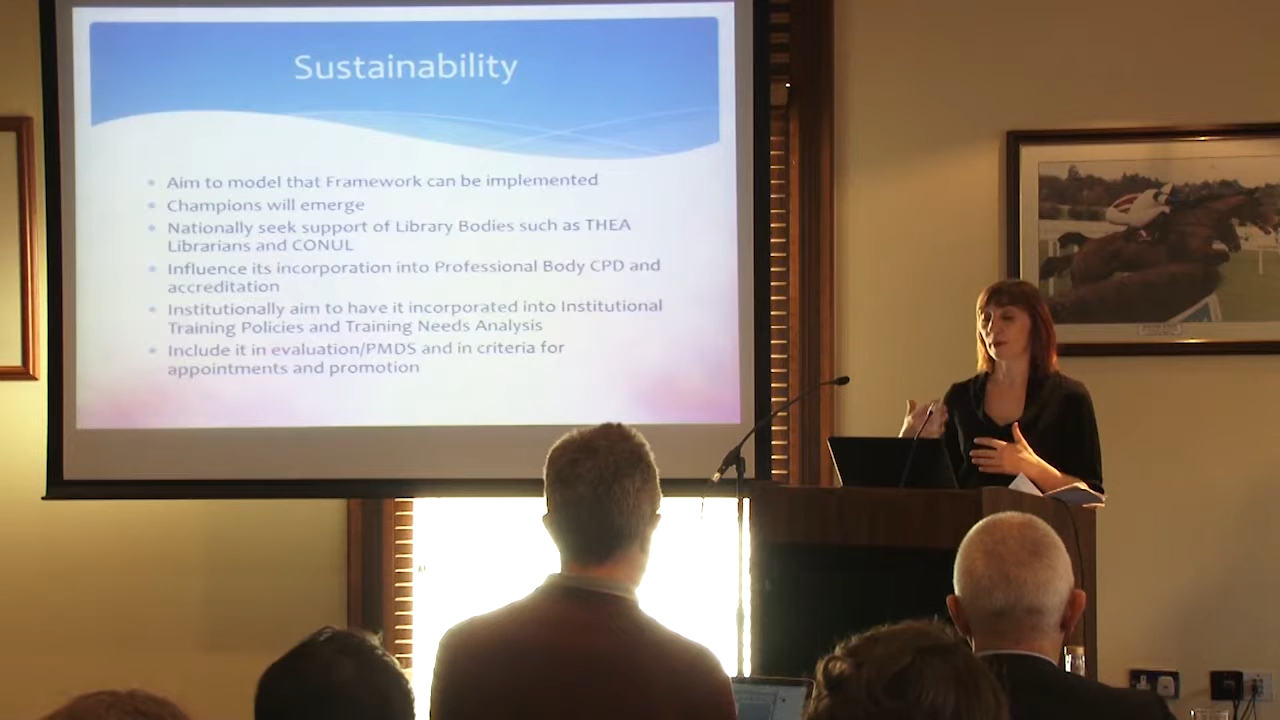 Sustainability
Aim to model that Framework can be implemented
Champions will emerge
Nationally seek support of Library Bodies such as THEA
Librarians and CONUL
Influence its incorporation into Professional Body CPD and
accreditation
Institutionally aim to have it incorporated into Institutional
Training Policies and Training Needs Analysis
Include it in evaluation/PMDS and in criteria for
appointments and promotion